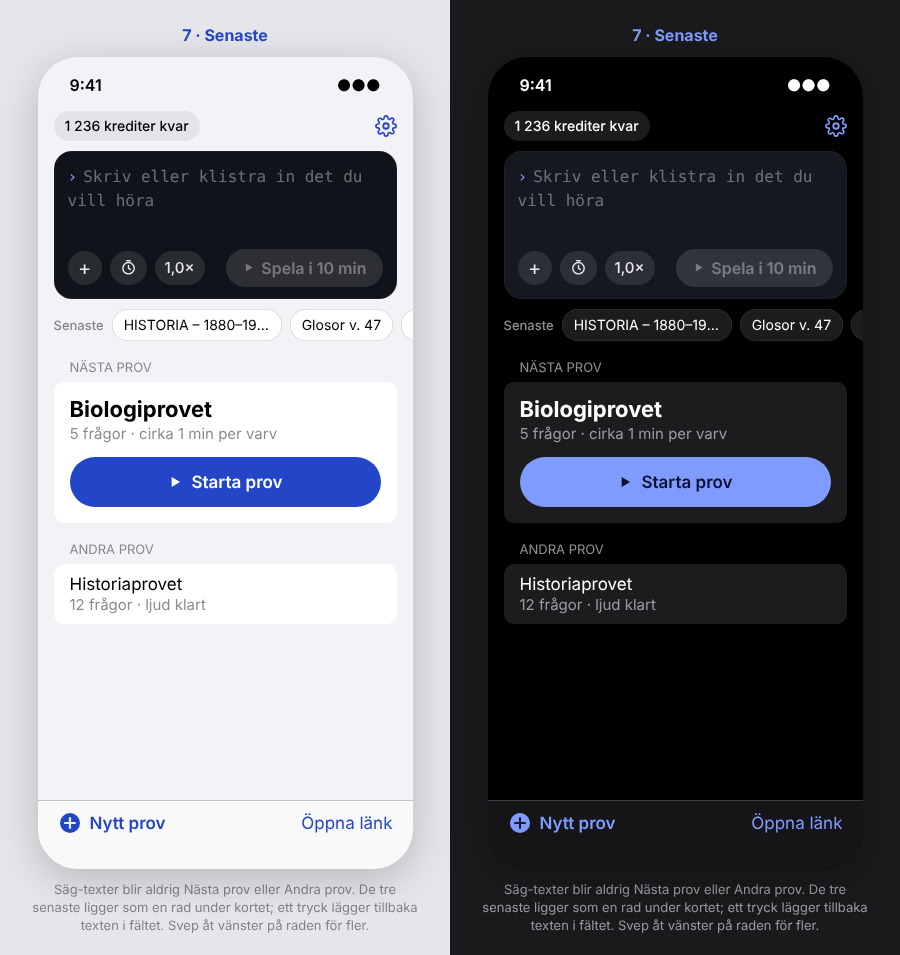 7 · Senaste
9:41
1 236 krediter kvar
› Skriv eller klistra in det du
vill höra
+
1,0×
Spela i 10 min
Senaste
HISTORIA – 1880–19…
Glosor v. 47
NÄSTA PROV
Biologiprovet
5 frågor · cirka 1 min per varv
Starta prov
ANDRA PROV
Historiaprovet
12 frågor · ljud klart
Nytt prov
Öppna länk
Säg-texter blir aldrig Nästa prov eller Andra prov. De tre
senaste ligger som en rad under kortet; ett tryck lägger tillbaka
texten i fältet. Svep åt vänster på raden för fler.
7 · Senaste
9:41
1 236 krediter kvar
› Skriv eller klistra in det du
vill höra
+
1,0×
Spela i 10 min
Senaste
HISTORIA – 1880–19…
Glosor v. 47
NÄSTA PROV
Biologiprovet
5 frågor · cirka 1 min per varv
Starta prov
ANDRA PROV
Historiaprovet
12 frågor · ljud klart
Nytt prov
Öppna länk
Säg-texter blir aldrig Nästa prov eller Andra prov. De tre
senaste ligger som en rad under kortet; ett tryck lägger tillbaka
texten i fältet. Svep åt vänster på raden för fler.